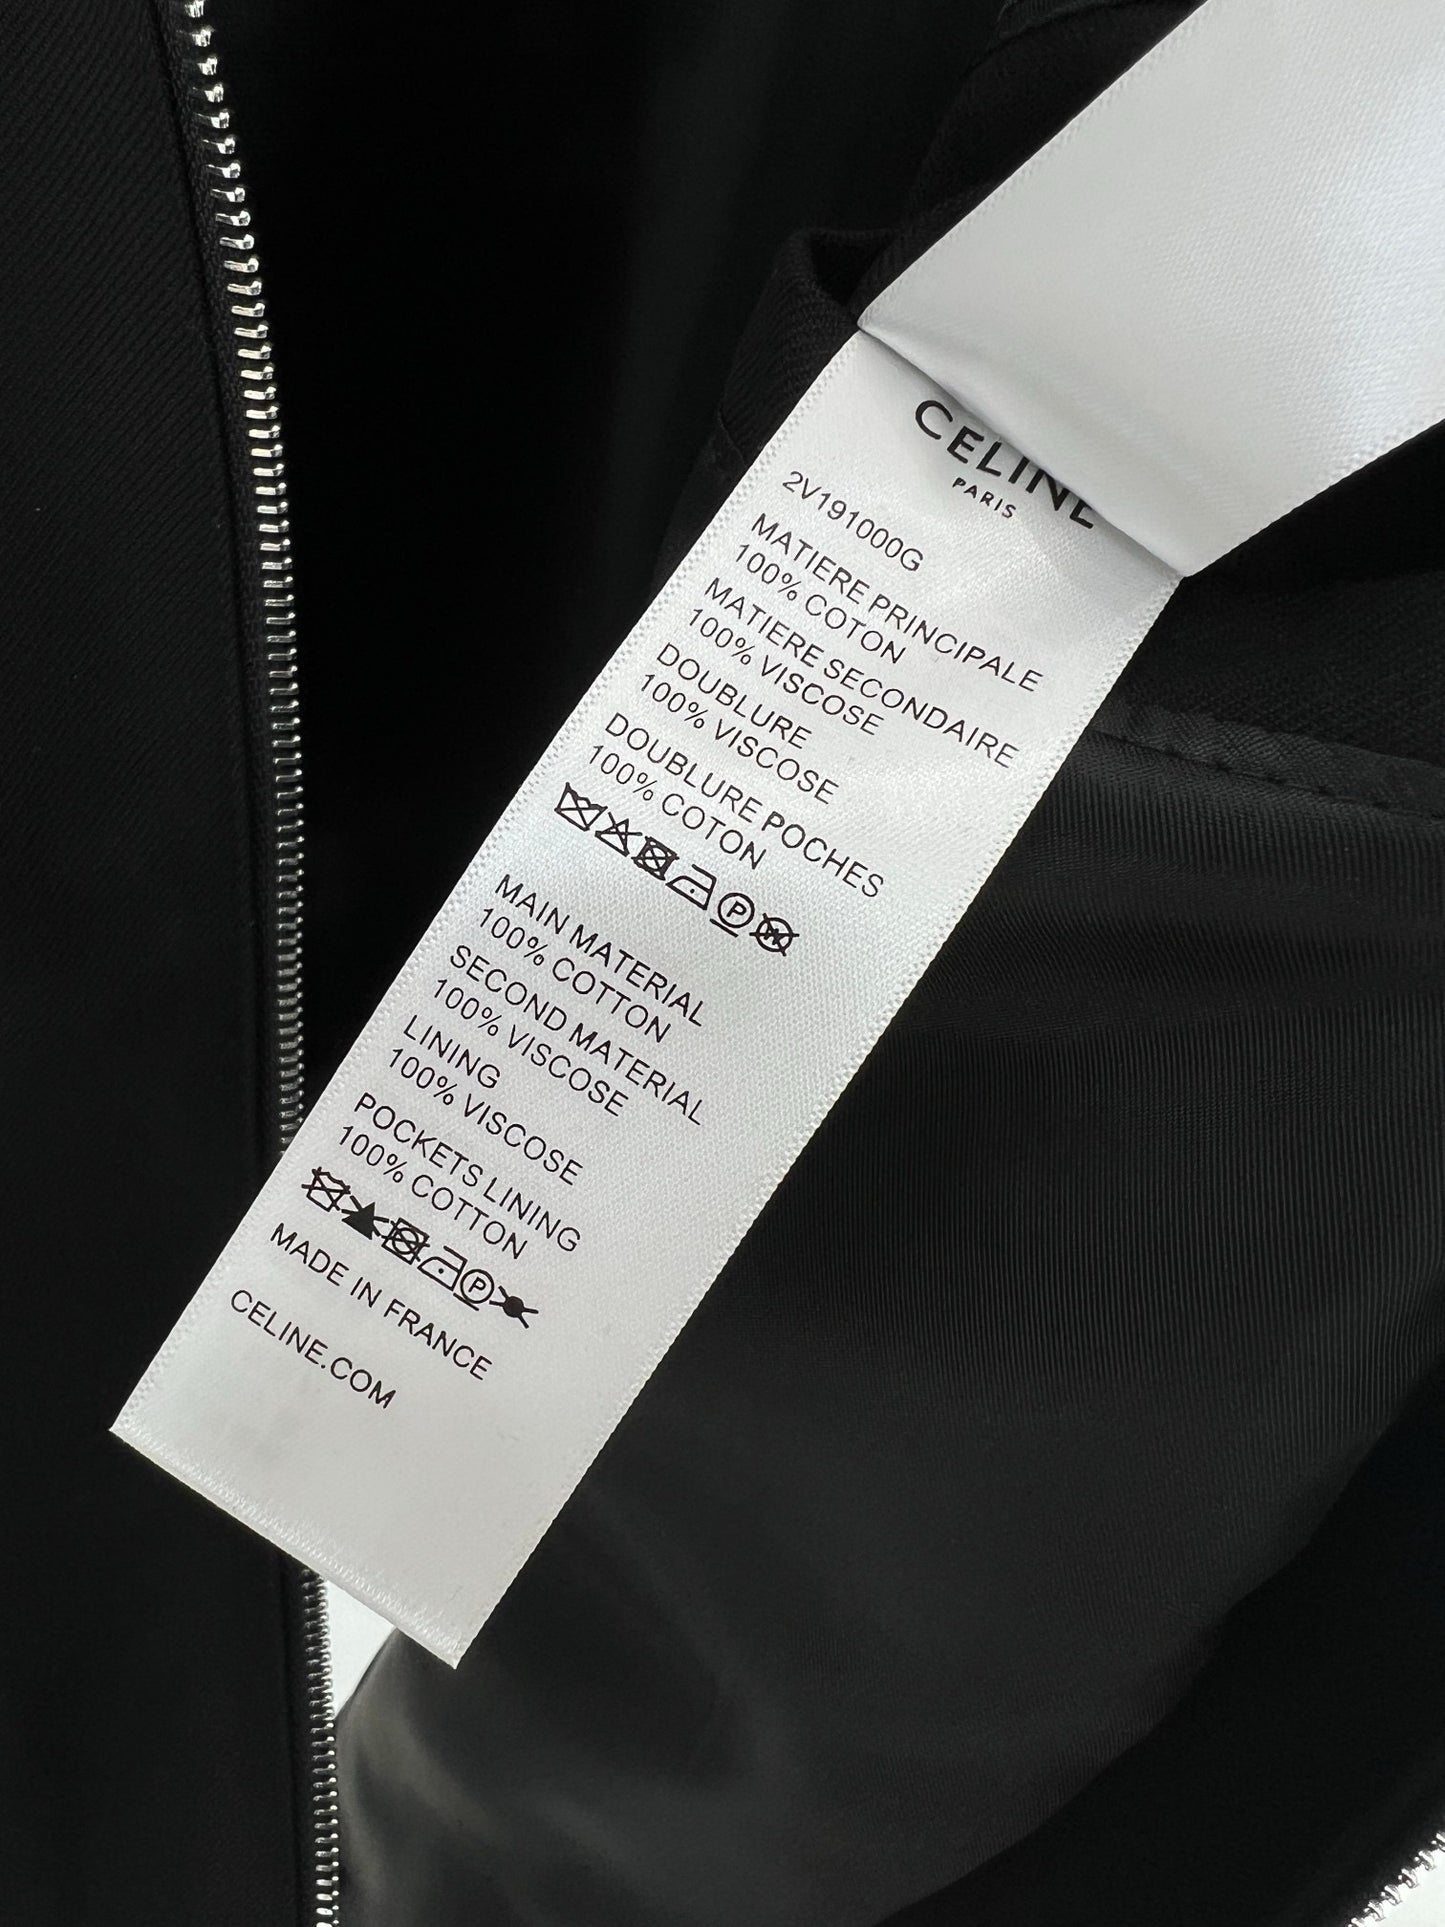 CELINE
PARIS
2V191000G
MATIERE PRINCIPALE
100% COTON
MATIERE SECONDAIRE
100% VISCOSE
DOUBLURE
100% VISCOSE
DOUBLURE POCHES
100% COTON
P
W
MAIN MATERIAL
100% COTTON
SECOND MATERIAL
100% VISCOSE
LINING
100% VISCOSE
POCKETS LINING
100% COTTON
P
MADE IN FRANCE
CELINE.COM